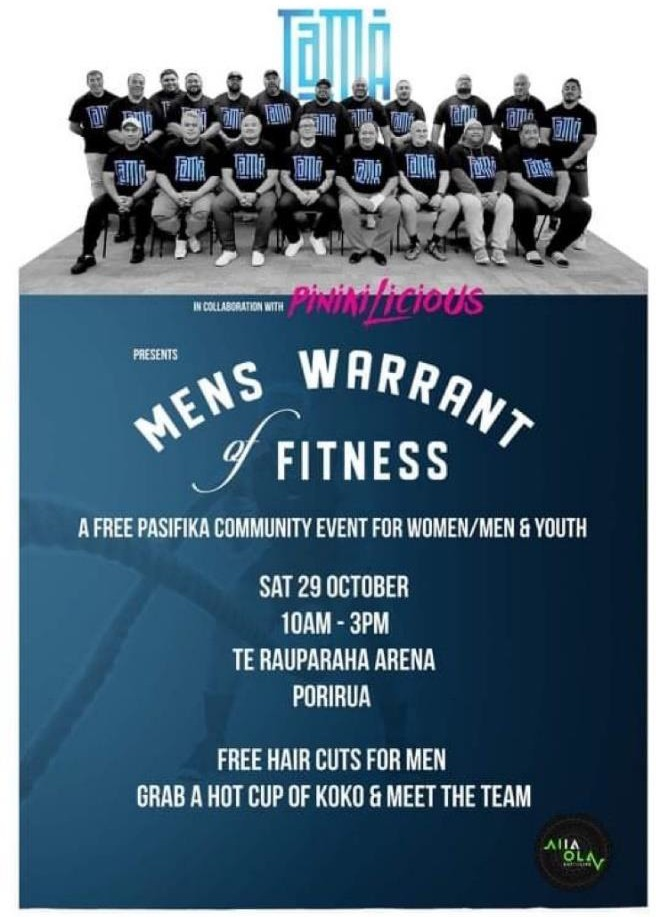 TAMA
IN COLLABORATION WITH PINIKILICIOUS
PRESENTS
MENS WARRANT
of FITNESS
A FREE PASIFIKA COMMUNITY EVENT FOR WOMEN/MEN & YOUTH
SAT 29 OCTOBER
10AM - 3PM
TE RAUPARAHA ARENA
PORIRUA
FREE HAIR CUTS FOR MEN
GRAB A HOT CUP OF KOKO & MEET THE TEAM
OLA